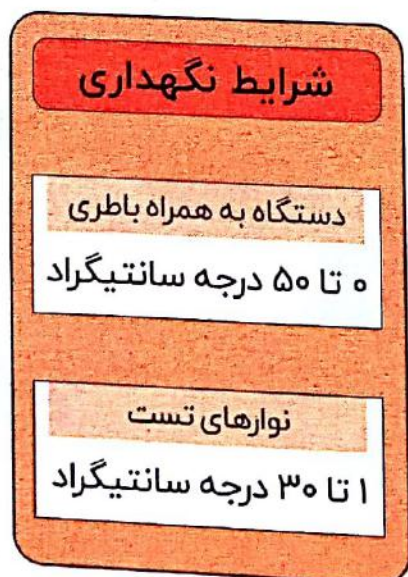 شرایط نگهداری
دستگاه به همراه باطری
۰ تا ۵۰ درجه سانتیگراد
نوارهای تست
۱ تا ۳۰ درجه سانتیگراد